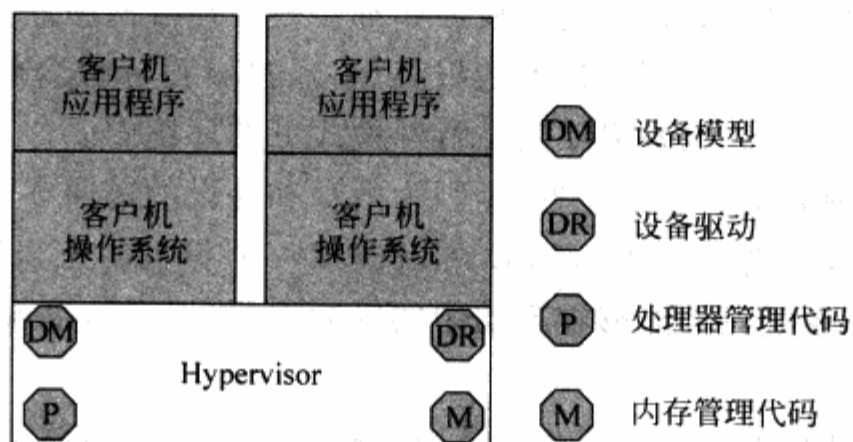 客户机
应用程序
客户机
应用程序
客户机
操作系统
客户机
操作系统
DM
DR
Hypervisor
P
M
DM 设备模型
DR 设备驱动
P 处理器管理代码
M 内存管理代码